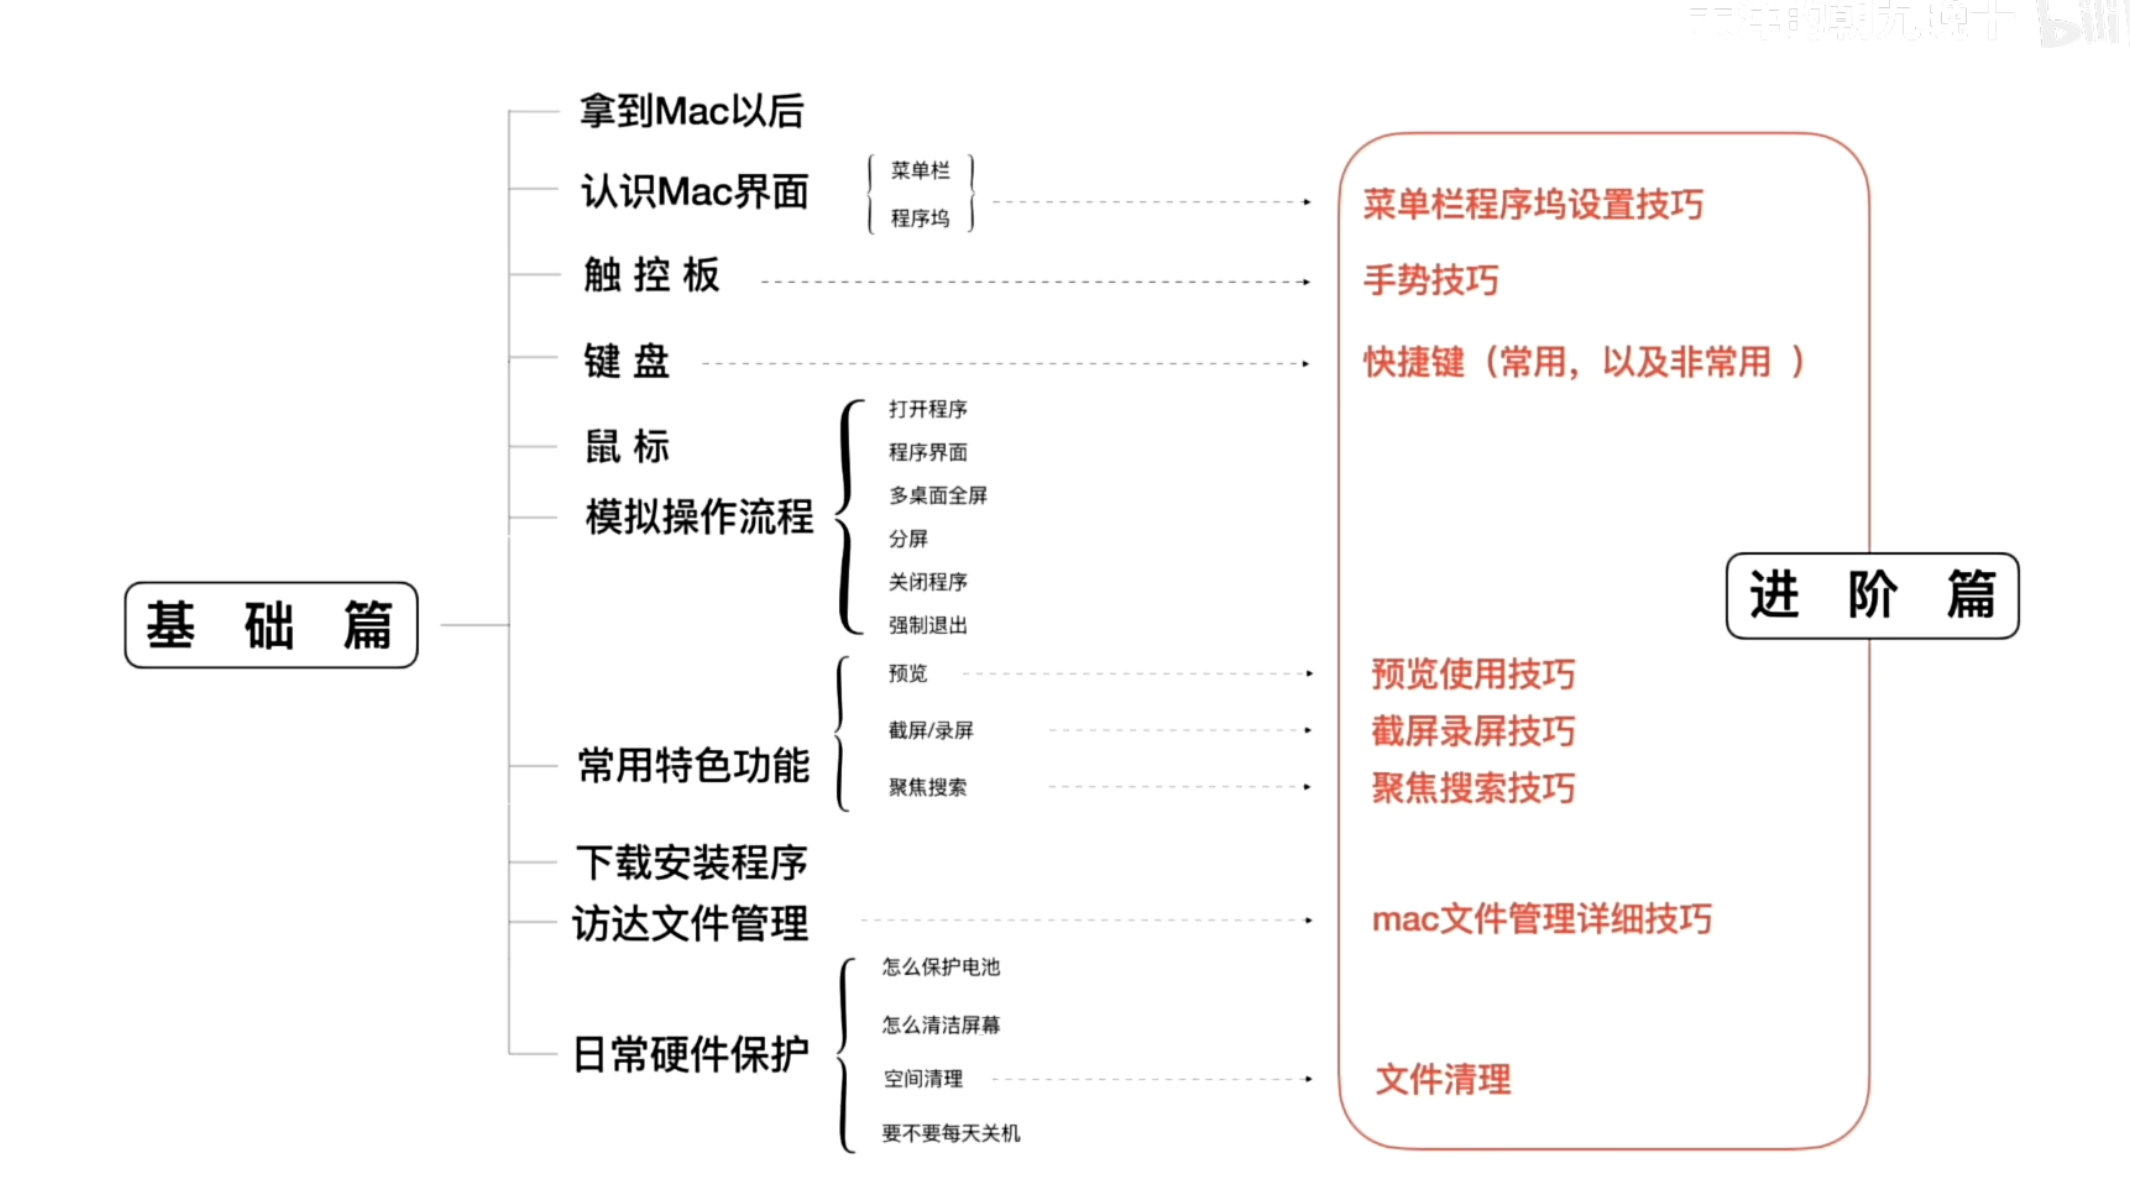 拿到Mac以后
认识Mac界面
菜单栏
程序坞
菜单栏程序坞设置技巧
触控板
手势技巧
键盘
快捷键（常用，以及非常用 ）
鼠标
模拟操作流程
打开程序
程序界面
多桌面全屏
分屏
关闭程序
强制退出
基 础 篇
进 阶 篇
常用特色功能
预览
预览使用技巧
截屏/录屏
截屏录屏技巧
聚焦搜索
聚焦搜索技巧
下载安装程序
访达文件管理
mac文件管理详细技巧
日常硬件保护
怎么保护电池
怎么清洁屏幕
空间清理
文件清理
要不要每天关机